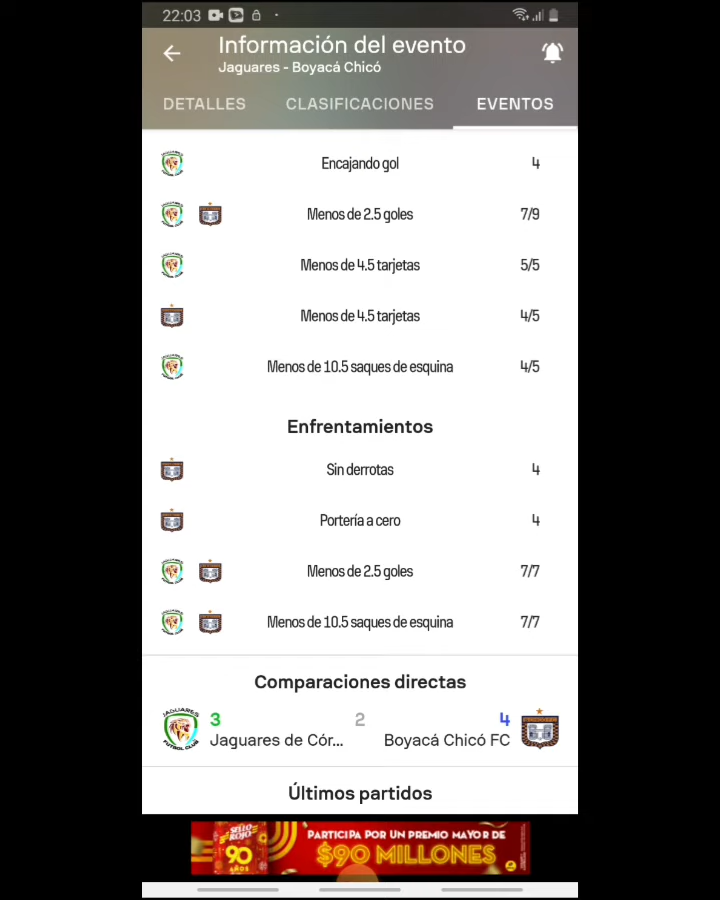 22:03
Información del evento
Jaguares - Boyacá Chicó
DETALLES CLASIFICACIONES EVENTOS
Encajando gol 4
Menos de 2.5 goles 7/9
Menos de 4.5 tarjetas 5/5
Menos de 4.5 tarjetas 4/5
Menos de 10.5 saques de esquina 4/5
Enfrentamientos
Sin derrotas 4
Portería a cero 4
Menos de 2.5 goles 7/7
Menos de 10.5 saques de esquina 7/7
Comparaciones directas
3 2 4
Jaguares de Cór... Boyacá Chicó FC
Últimos partidos
SELLO ROJO
90 AÑOS
PARTICIPA POR UN PREMIO MAYOR DE
$90 MILLONES